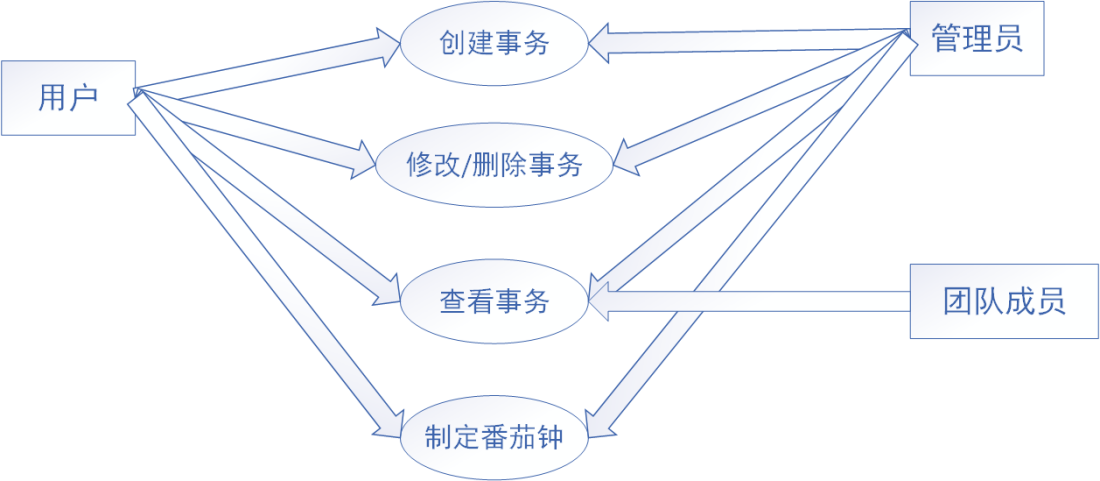 创建事务
管理员
用户
修改/删除事务
查看事务
团队成员
制定番茄钟